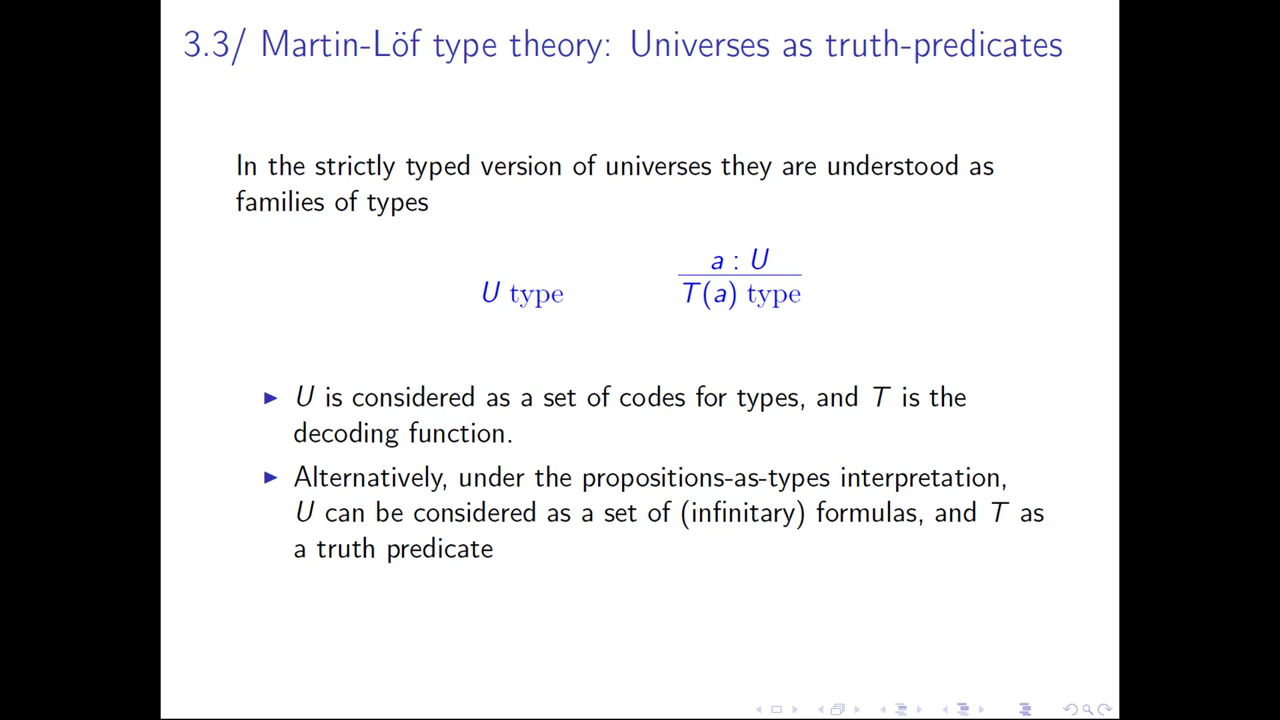 3.3/ Martin-Löf type theory: Universes as truth-predicates
In the strictly typed version of universes they are understood as
families of types
a : U
U type
T(a) type
▶ U is considered as a set of codes for types, and T is the
decoding function.
▶ Alternatively, under the propositions-as-types interpretation,
U can be considered as a set of (infinitary) formulas, and T as
a truth predicate